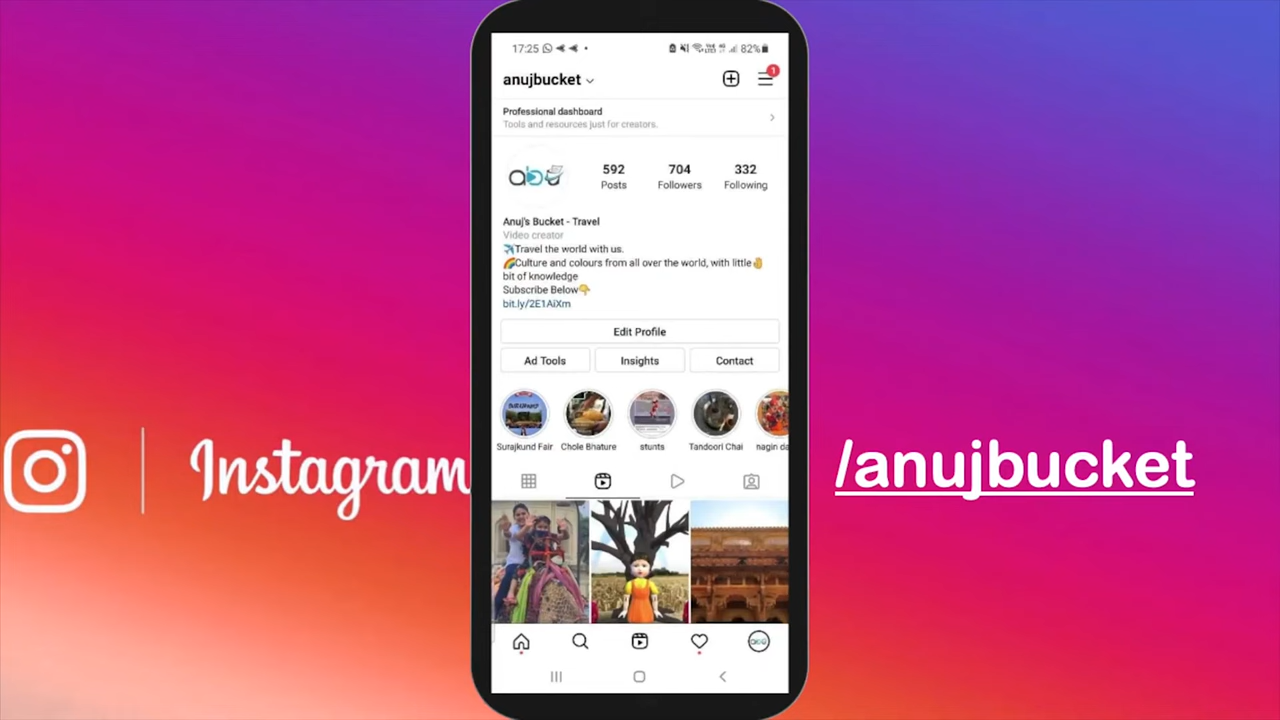 17:25
82%
anujbucket
1
Professional dashboard
Tools and resources just for creators.
592
704
332
Posts
Followers
Following
Anuj's Bucket - Travel
Video creator
✈️Travel the world with us.
🌈Culture and colours from all over the world, with little🤚
bit of knowledge
Subscribe Below👇
bit.ly/2E1AiXm
Edit Profile
Ad Tools
Insights
Contact
Surajkund Fair
Chole Bhature
stunts
Tandoori Chai
nagin da
Instagram
/anujbucket